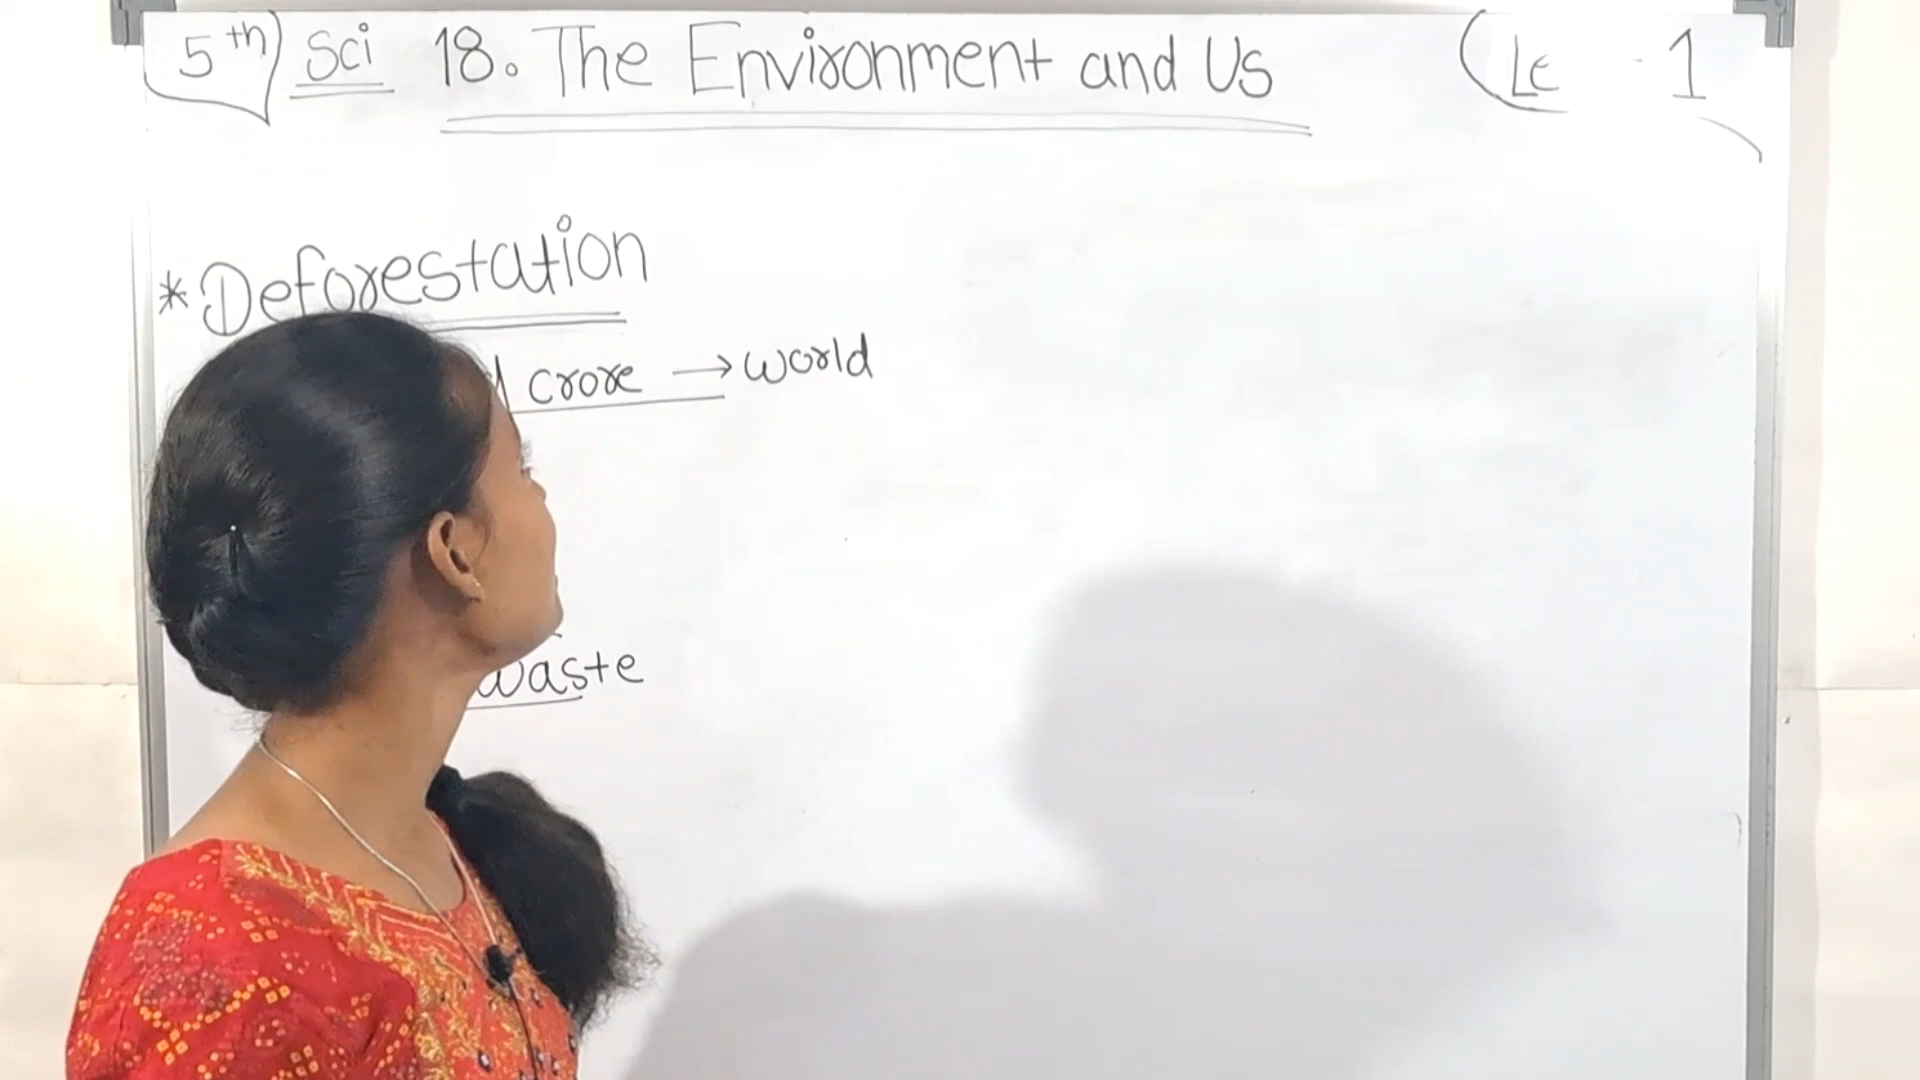 5th) Sci 18. The Environment and Us (Le - 1
* Deforestation
crore → world
waste